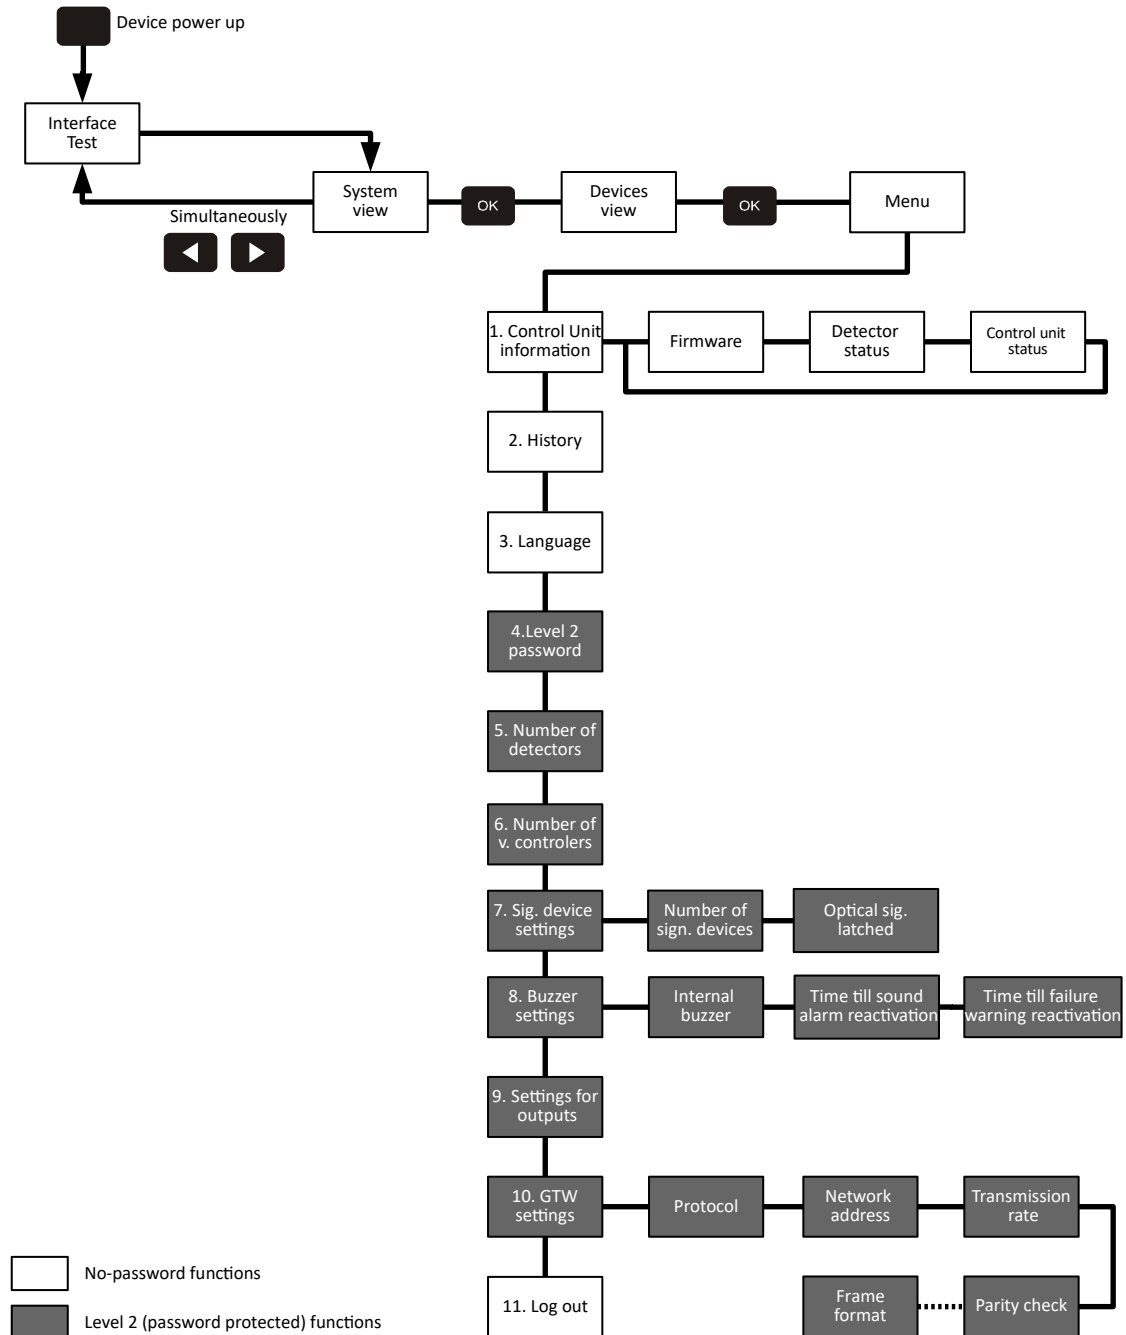 Device power up
Interface
Test
System
view
OK
Devices
view
OK
Menu
Simultaneously
1. Control Unit
information
Firmware
Detector
status
Control unit
status
2. History
3. Language
4.Level 2
password
5. Number of
detectors
6. Number of
v. controlers
7. Sig. device
settings
Number of
sign. devices
Optical sig.
latched
8. Buzzer
settings
Internal
buzzer
Time till sound
alarm reactivation
Time till failure
warning reactivation
9. Settings for
outputs
10. GTW
settings
Protocol
Network
address
Transmission
rate
No-password functions
11. Log out
Frame
format
Parity check
Level 2 (password protected) functions